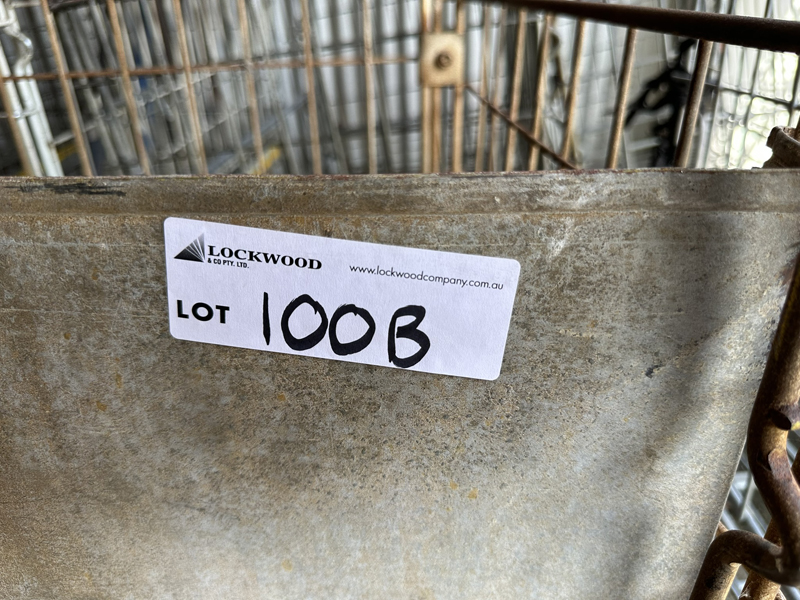 LOCKWOOD
& CO PTY. LTD.
www.lockwoodcompany.com.au
LOT 100B